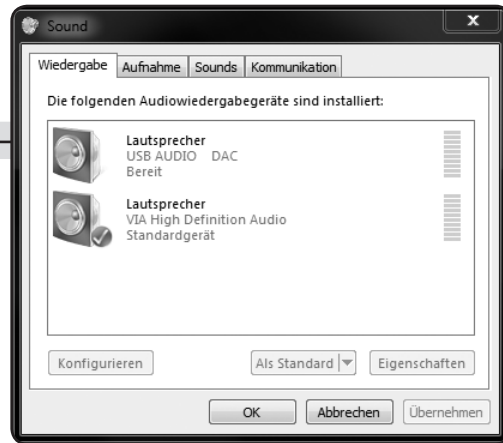 Sound
x
Wiedergabe Aufnahme Sounds Kommunikation
Die folgenden Audiowiedergabegeräte sind installiert:
Lautsprecher
USB AUDIO DAC
Bereit
Lautsprecher
VIA High Definition Audio
Standardgerät
Konfigurieren Als Standard Eigenschaften
OK Abbrechen Übernehmen